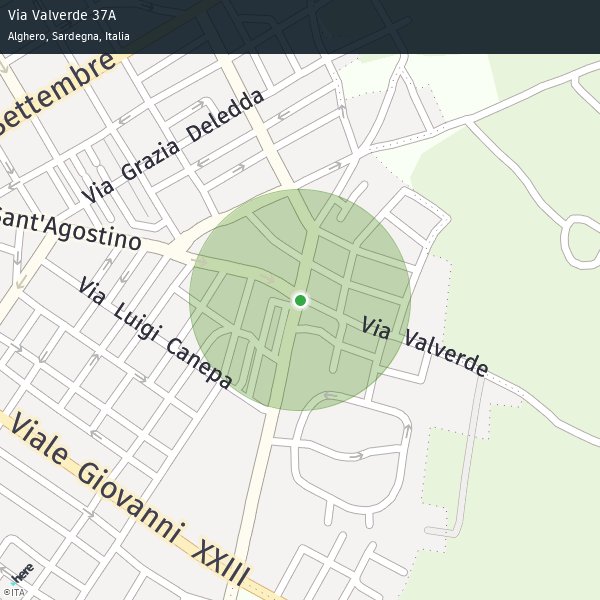 Via Valverde 37A
Alghero, Sardegna, Italia
Settembre
Via Grazia Deledda
Sant'Agostino
Via Luigi Canepa
Via Valverde
Viale Giovanni XXIII
here
©ITA